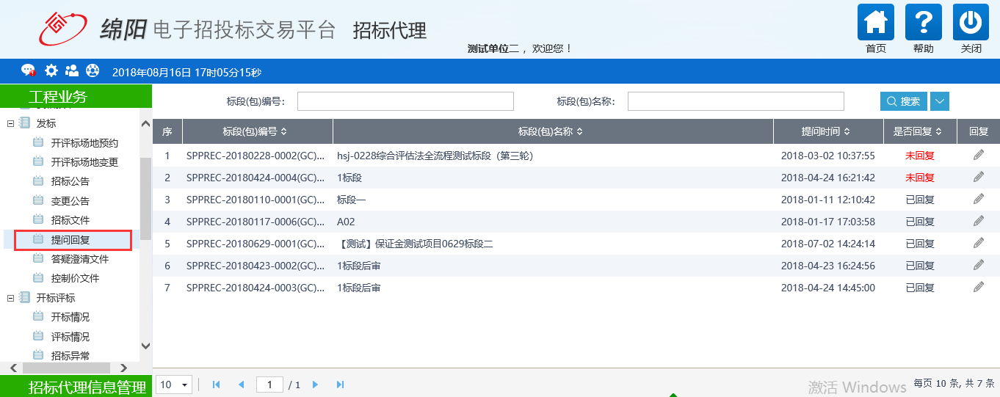 绵阳 电子招投标交易平台 招标代理
测试单位二 ，欢迎您！
首页 帮助 关闭
2018年08月16日 17时05分15秒
工程业务
发标
开评标场地预约
开评标场地变更
招标公告
变更公告
招标文件
提问回复
答疑澄清文件
控制价文件
开标评标
开标情况
评标情况
招标异常
招标代理信息管理
标段(包)编号： 标段(包)名称： 搜索
序 标段(包)编号 标段(包)名称 提问时间 是否回复 回复
1 SPPREC-20180228-0002(GC)... hsj-0228综合评估法全流程测试标段（第三轮） 2018-03-02 10:37:55 未回复
2 SPPREC-20180424-0004(GC)... 1标段 2018-04-24 16:21:42 未回复
3 SPPREC-20180110-0001(GC)... 标段一 2018-01-11 12:10:42 已回复
4 SPPREC-20180117-0006(GC)... A02 2018-01-17 17:03:58 已回复
5 SPPREC-20180629-0001(GC)... 【测试】保证金测试项目0629标段二 2018-07-02 14:24:14 已回复
6 SPPREC-20180423-0002(GC)... 1标段后审 2018-04-23 16:24:56 已回复
7 SPPREC-20180424-0003(GC)... 1标段后审 2018-04-24 14:45:00 已回复
10 1 / 1 激活 Windows 每页 10 条, 共 7 条